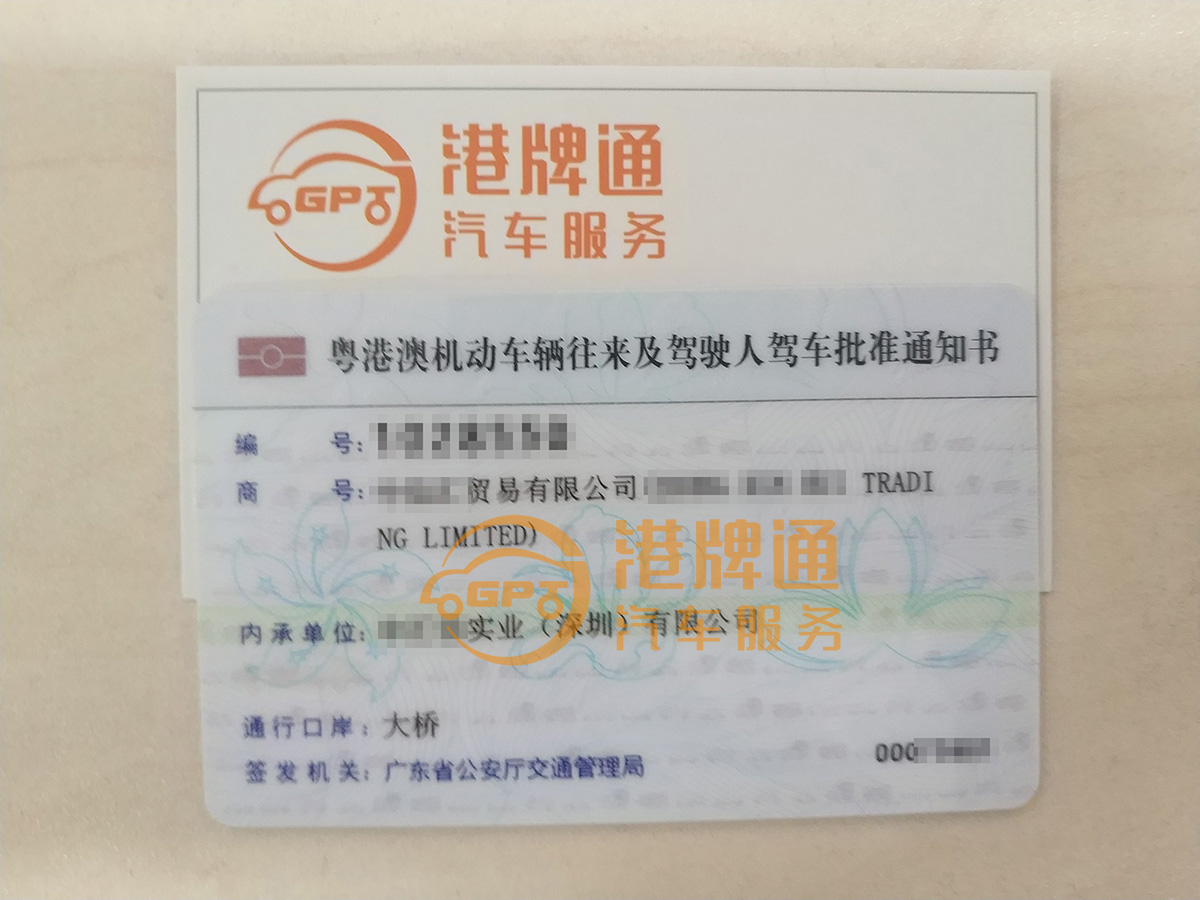 GPT
港牌通
汽车服务
粤港澳机动车辆往来及驾驶人驾车批准通知书
编号:
商号: 贸易有限公司 TRADI
NG LIMITED)
GPT
港牌通
汽车服务
内承单位: 实业（深圳）有限公司
通行口岸: 大桥
000
签发机关: 广东省公安厅交通管理局